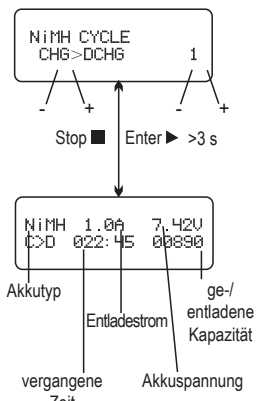 NiMH CYCLE
CHG>DCHG 1
- + - +
Stop ■ Enter ▶ >3 s
NiMH 1.0A 7.42V
C>D 022:45 00890
Akkutyp
Entladestrom
ge-/
entladene
Kapazität
vergangene
Zeit
Akkuspannung